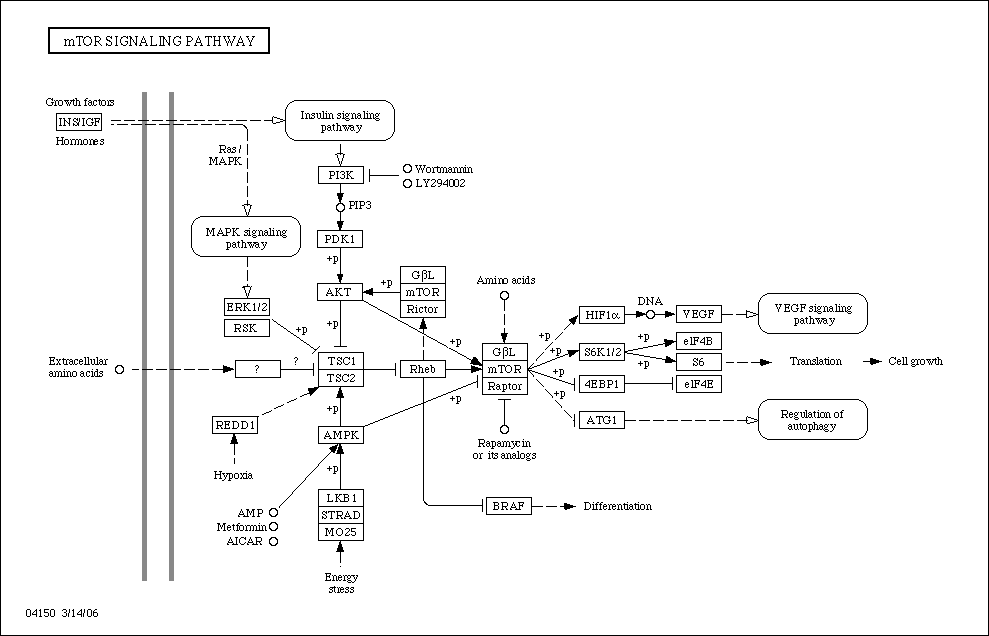 mTOR SIGNALING PATHWAY
Growth factors
INS/IGF
Hormones
Insulin signaling
pathway
Ras/
MAPK
PI3K
Wortmannin
LY294002
PIP3
MAPK signaling
pathway
PDK1
+p
AKT
+p
GβL
mTOR
Rictor
Amino acids
ERK1/2
RSK
+p
+p
+p
HIF1α
DNA
VEGF
VEGF signaling
pathway
Extracellular
amino acids
?
?
TSC1
TSC2
Rheb
GβL
mTOR
Raptor
+p
+p
+p
+p
S6K1/2
+p
+p
eIF4B
S6
Translation
Cell growth
4EBP1
eIF4E
REDD1
+p
+p
ATG1
Regulation of
autophagy
AMPK
Rapamycin
or its analogs
Hypoxia
+p
AMP
Metformin
AICAR
LKB1
STRAD
MO25
BRAF
Differentiation
Energy
stress
04150 3/14/06